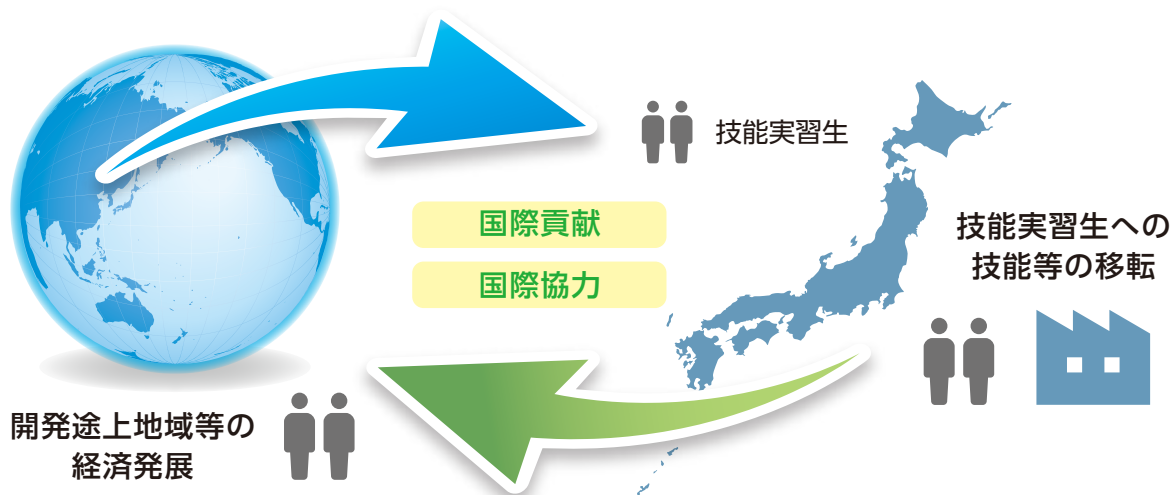 技能実習生
国際貢献
国際協力
技能実習生への
技能等の移転
開発途上地域等の
経済発展